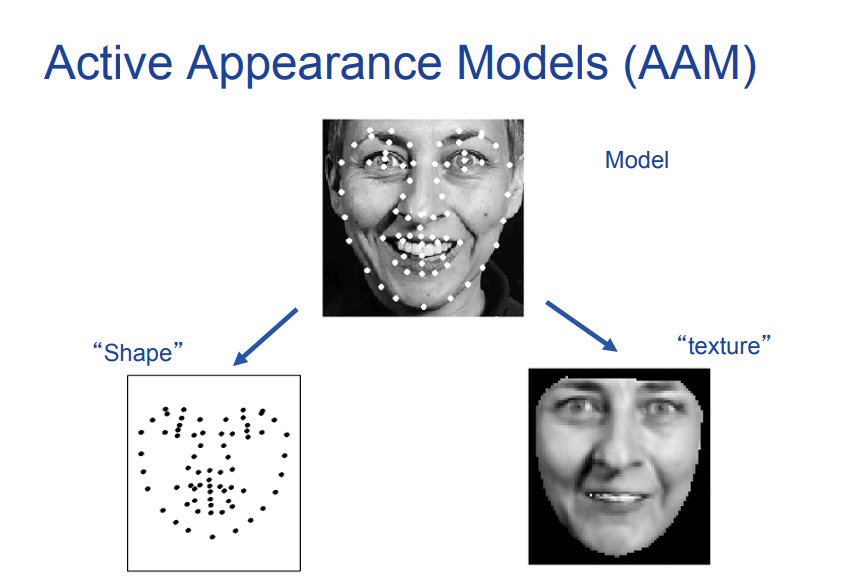 Active Appearance Models (AAM)
Model
“Shape”
“texture”